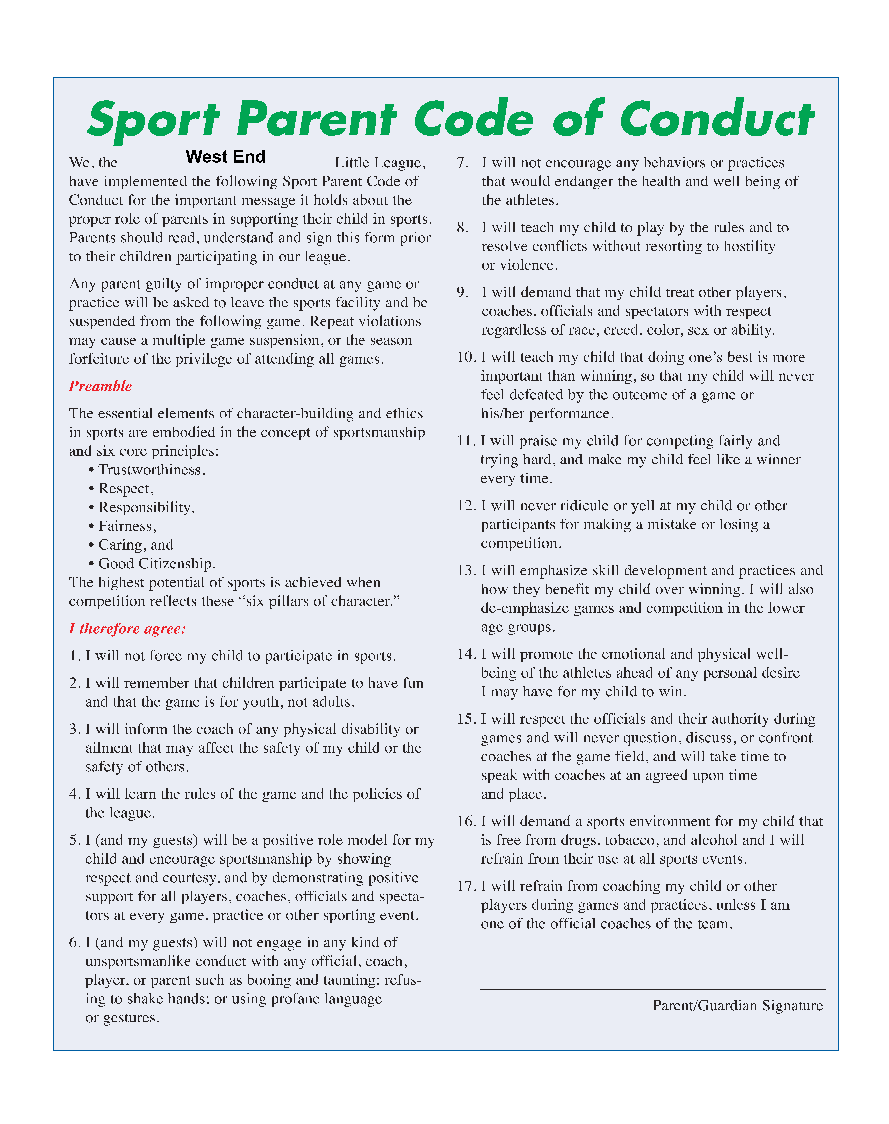 Sport Parent Code of Conduct
We, the West End Little League,
have implemented the following Sport Parent Code of
Conduct for the important message it holds about the
proper role of parents in supporting their child in sports.
Parents should read, understand and sign this form prior
to their children participating in our league.
Any parent guilty of improper conduct at any game or
practice will be asked to leave the sports facility and be
suspended from the following game. Repeat violations
may cause a multiple game suspension, or the season
forfeiture of the privilege of attending all games.
Preamble
The essential elements of character-building and ethics
in sports are embodied in the concept of sportsmanship
and six core principles:
• Trustworthiness,
• Respect,
• Responsibility,
• Fairness,
• Caring, and
• Good Citizenship.
The highest potential of sports is achieved when
competition reflects these “six pillars of character.”
I therefore agree:
1. I will not force my child to participate in sports.
2. I will remember that children participate to have fun
and that the game is for youth, not adults.
3. I will inform the coach of any physical disability or
ailment that may affect the safety of my child or the
safety of others.
4. I will learn the rules of the game and the policies of
the league.
5. I (and my guests) will be a positive role model for my
child and encourage sportsmanship by showing
respect and courtesy, and by demonstrating positive
support for all players, coaches, officials and specta-
tors at every game, practice or other sporting event.
6. I (and my guests) will not engage in any kind of
unsportsmanlike conduct with any official, coach,
player, or parent such as booing and taunting; refus-
ing to shake hands; or using profane language
or gestures.
7. I will not encourage any behaviors or practices
that would endanger the health and well being of
the athletes.
8. I will teach my child to play by the rules and to
resolve conflicts without resorting to hostility
or violence.
9. I will demand that my child treat other players,
coaches, officials and spectators with respect
regardless of race, creed, color, sex or ability.
10. I will teach my child that doing one’s best is more
important than winning, so that my child will never
feel defeated by the outcome of a game or
his/her performance.
11. I will praise my child for competing fairly and
trying hard, and make my child feel like a winner
every time.
12. I will never ridicule or yell at my child or other
participants for making a mistake or losing a
competition.
13. I will emphasize skill development and practices and
how they benefit my child over winning. I will also
de-emphasize games and competition in the lower
age groups.
14. I will promote the emotional and physical well-
being of the athletes ahead of any personal desire
I may have for my child to win.
15. I will respect the officials and their authority during
games and will never question, discuss, or confront
coaches at the game field, and will take time to
speak with coaches at an agreed upon time
and place.
16. I will demand a sports environment for my child that
is free from drugs, tobacco, and alcohol and I will
refrain from their use at all sports events.
17. I will refrain from coaching my child or other
players during games and practices, unless I am
one of the official coaches of the team.
Parent/Guardian Signature